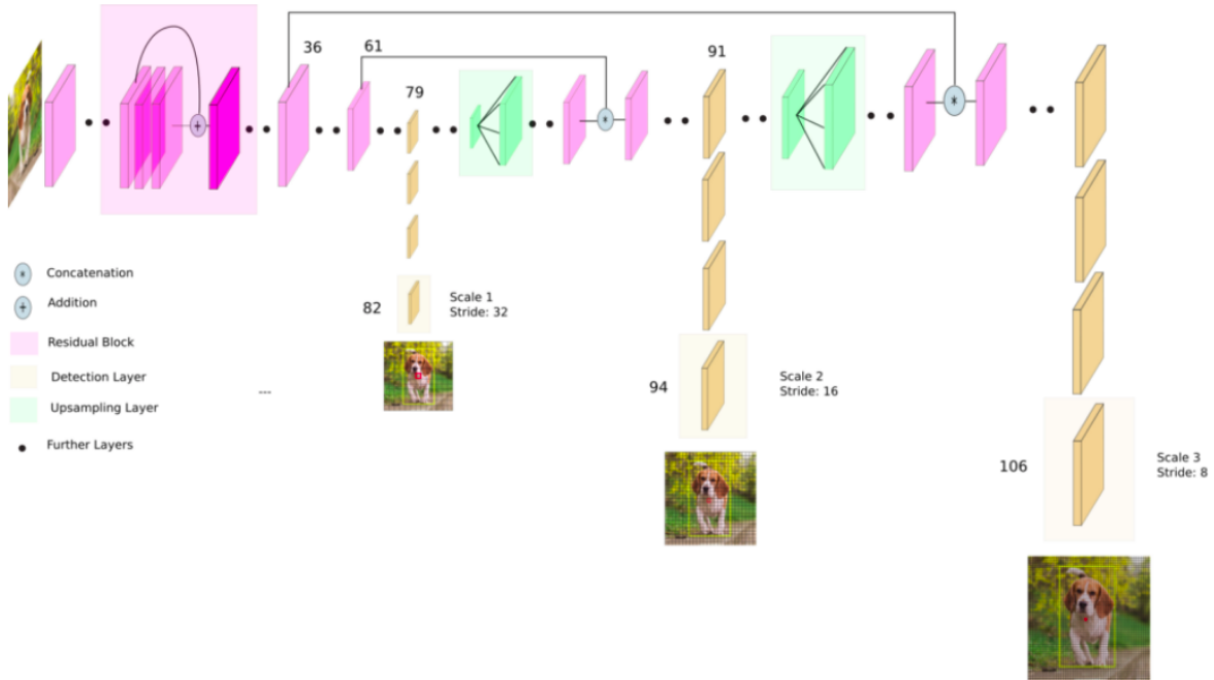 36
61
91
79
Concatenation
Addition
Residual Block
Detection Layer
Upsampling Layer
Further Layers
...
82
Scale 1
Stride: 32
94
Scale 2
Stride: 16
106
Scale 3
Stride: 8